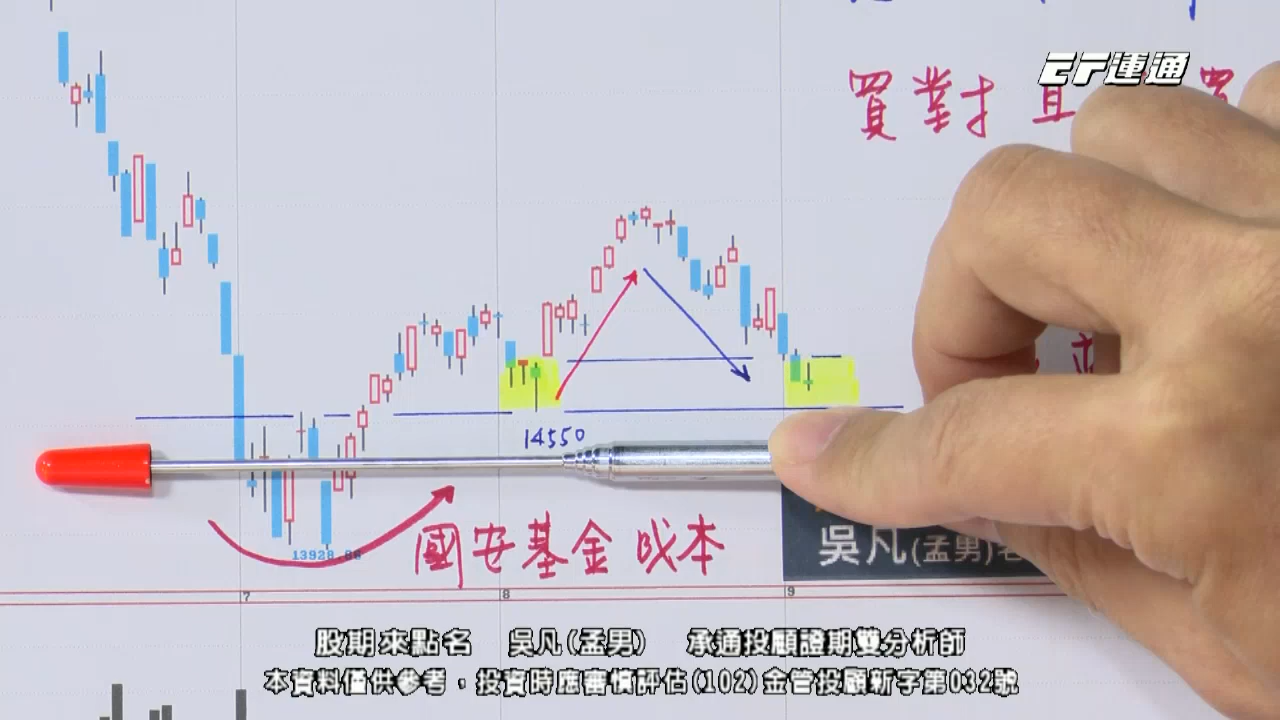 EF運通
買對才
14550
13928
國安基金成本
吳凡(孟男)老
7
8
9
股期來點名 吳凡(孟男) 承通投顧證期雙分析師
本資料僅供參考，投資時應審慎評估(102)金管投顧新字第032號